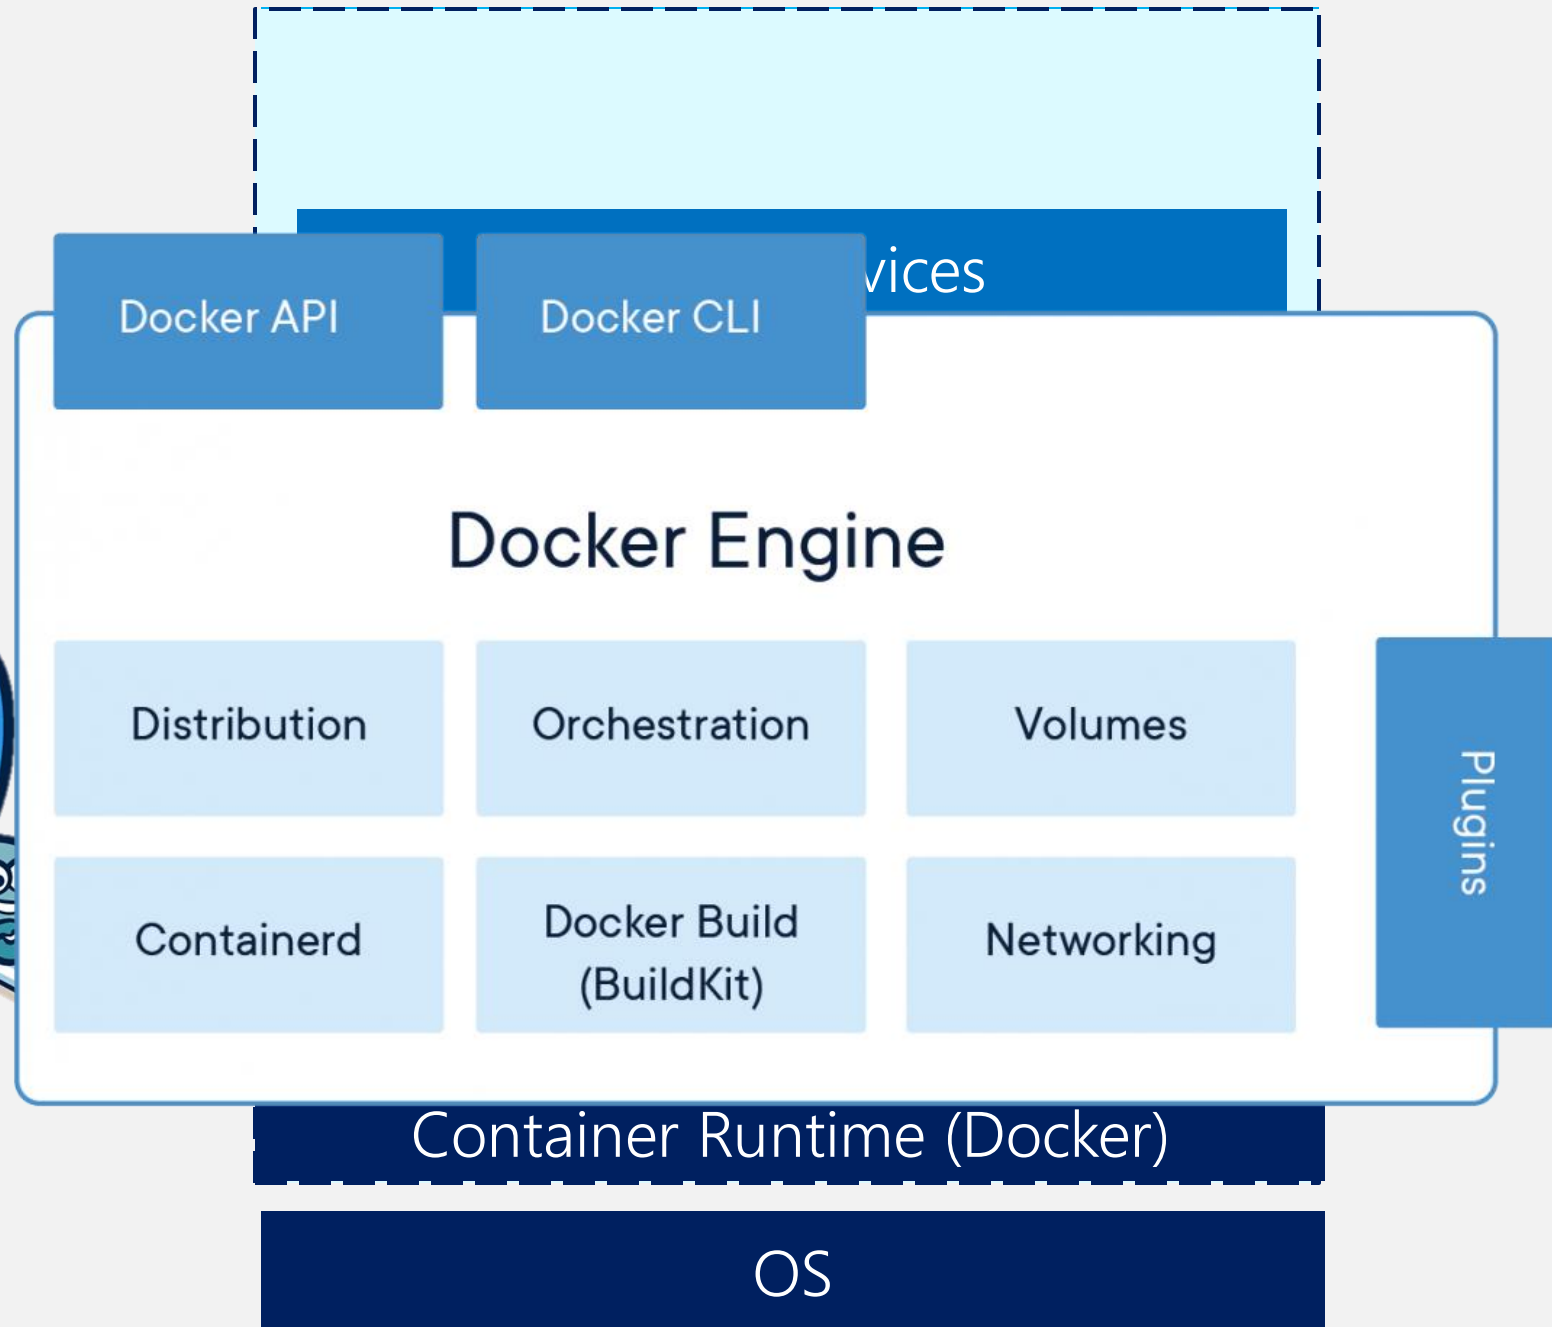 vices
Docker API
Docker CLI
Docker Engine
Distribution
Orchestration
Volumes
Containerd
Docker Build
(BuildKit)
Networking
Plugins
Container Runtime (Docker)
OS